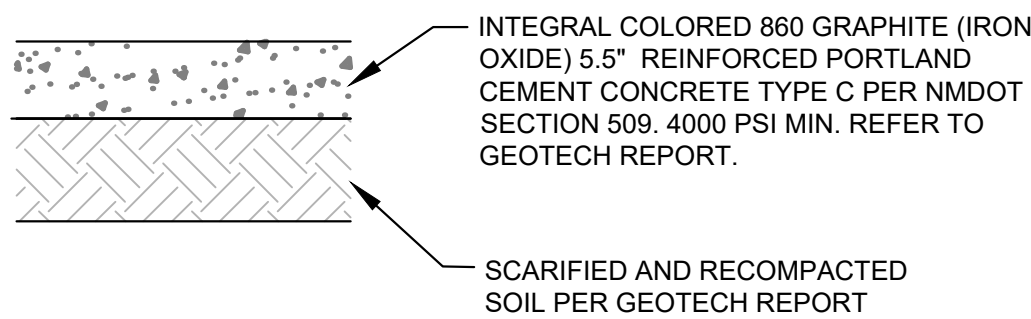 INTEGRAL COLORED 860 GRAPHITE (IRON
OXIDE) 5.5" REINFORCED PORTLAND
CEMENT CONCRETE TYPE C PER NMDOT
SECTION 509. 4000 PSI MIN. REFER TO
GEOTECH REPORT.
SCARIFIED AND RECOMPACTED
SOIL PER GEOTECH REPORT